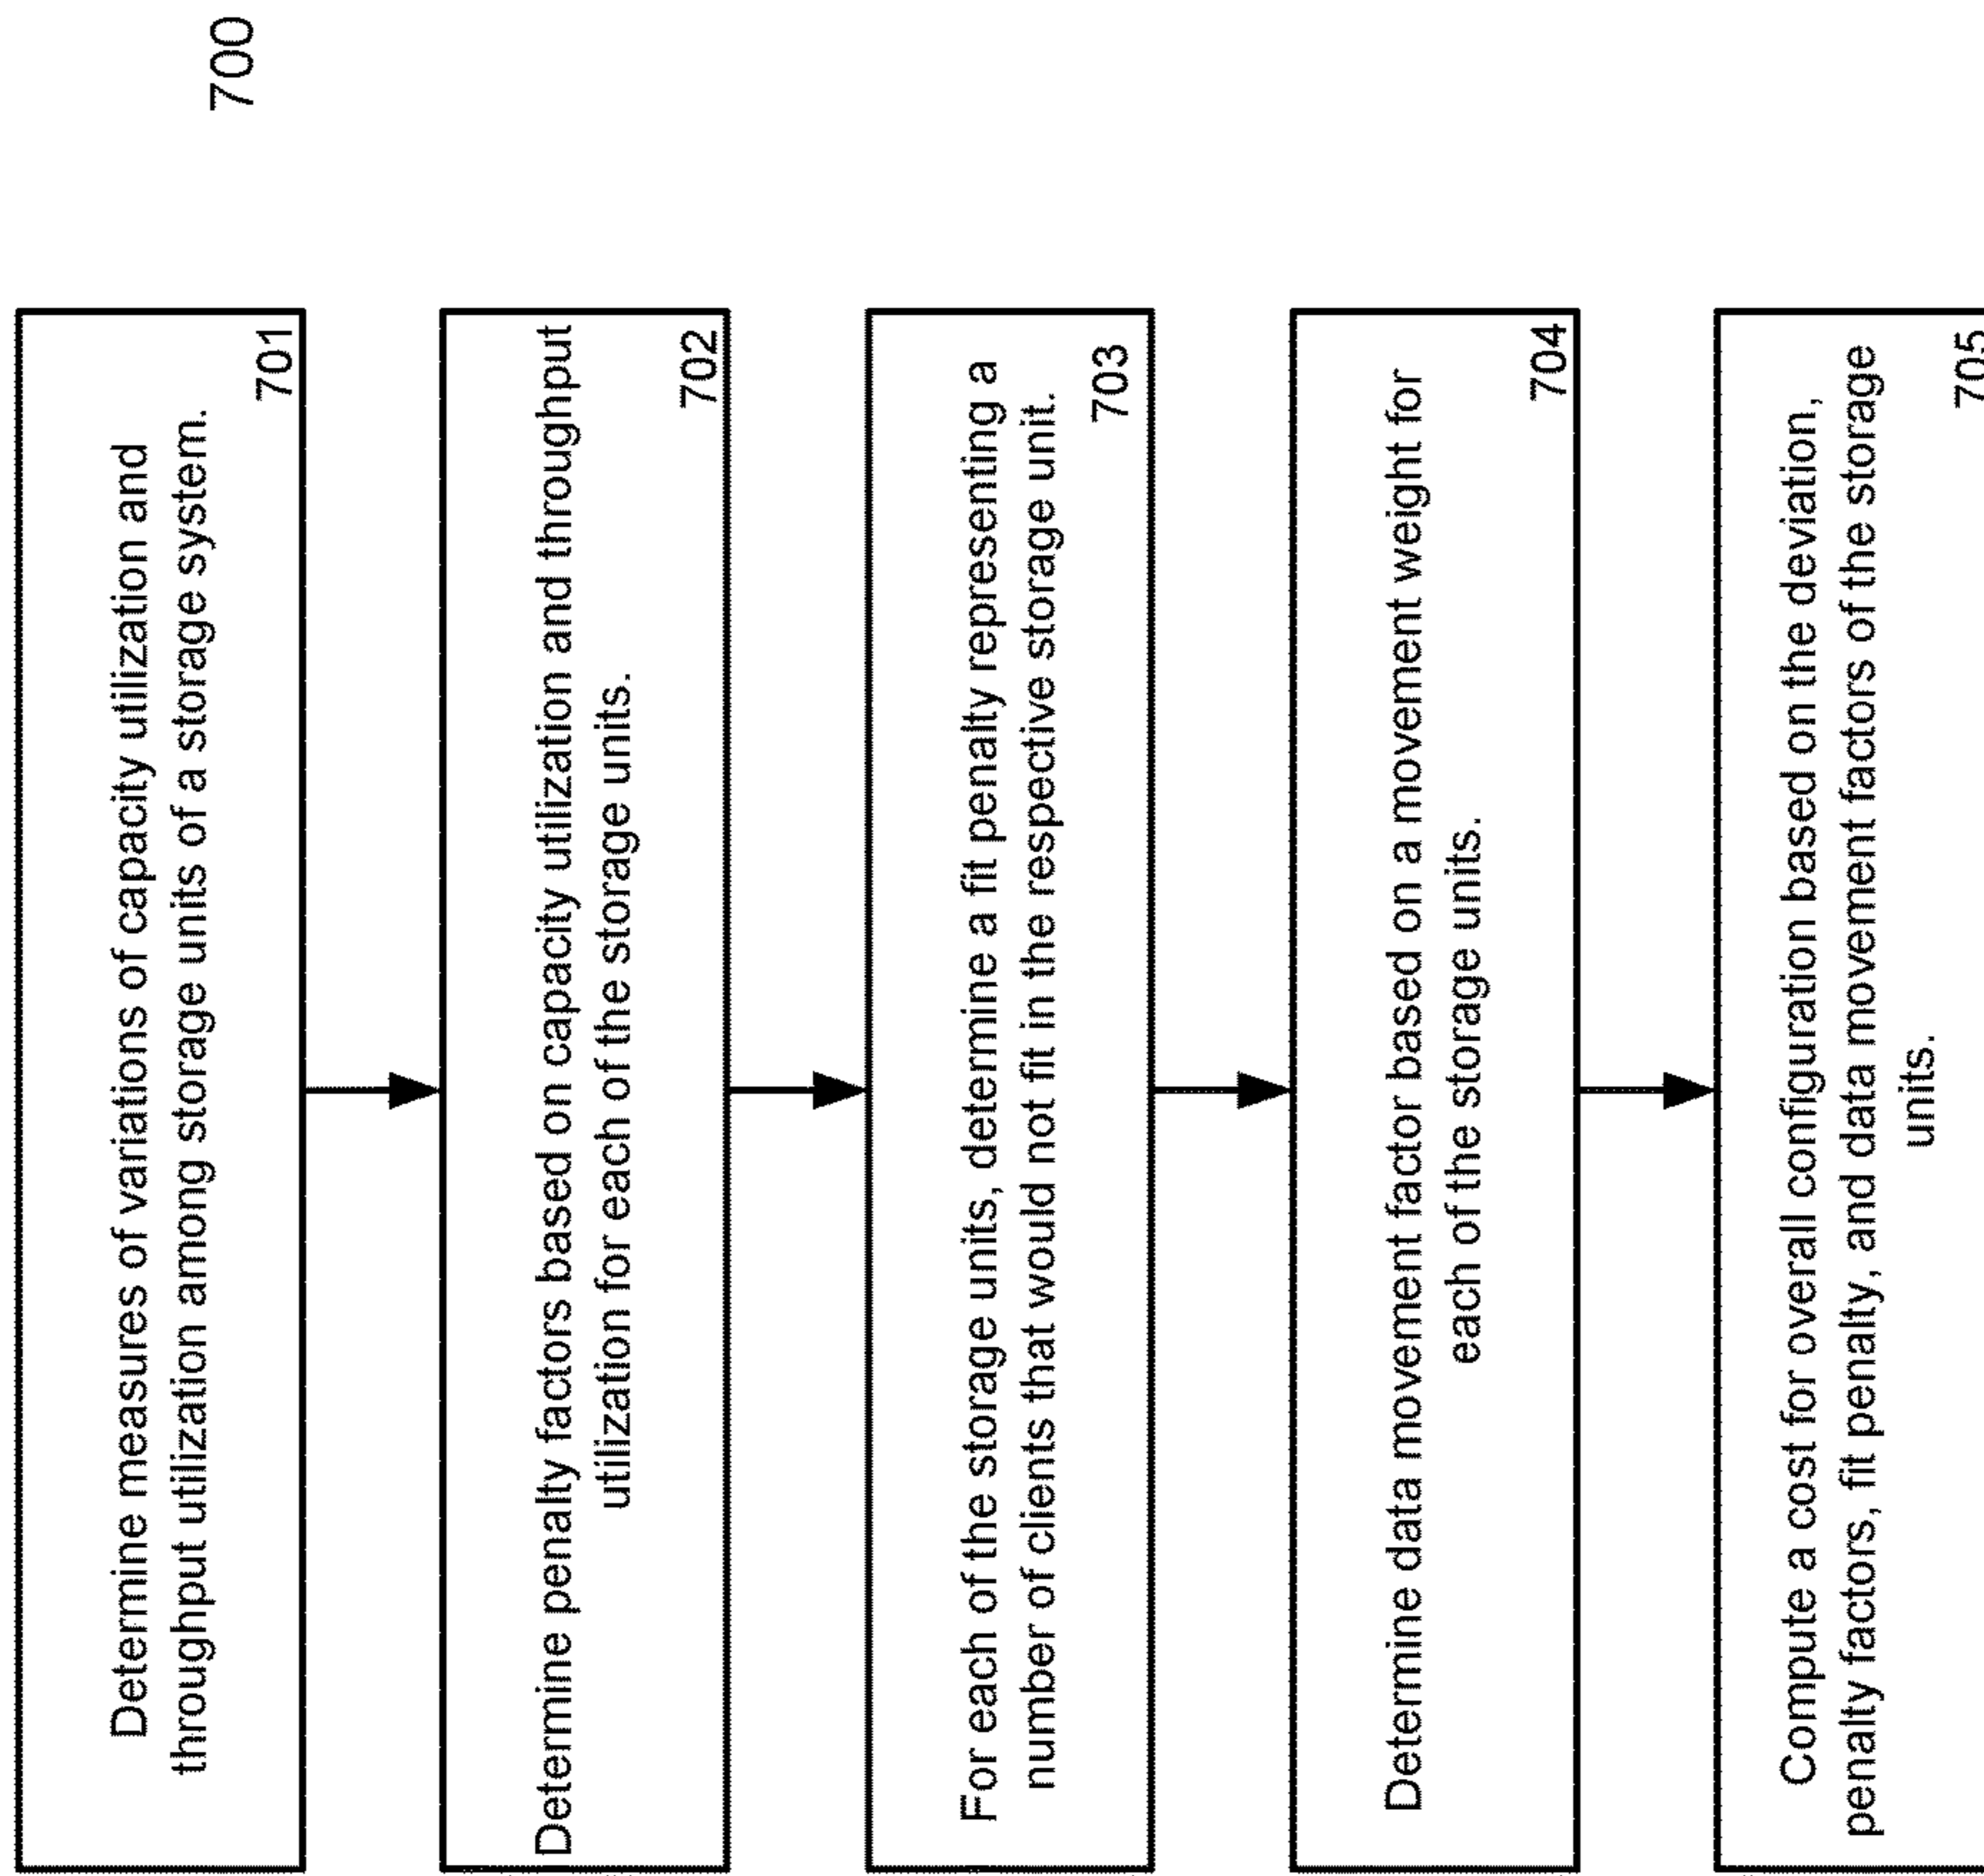 700
Determine measures of variations of capacity utilization and
throughput utilization among storage units of a storage system.
701
Determine penalty factors based on capacity utilization and throughput
utilization for each of the storage units.
702
For each of the storage units, determine a fit penalty representing a
number of clients that would not fit in the respective storage unit.
703
Determine data movement factor based on a movement weight for
each of the storage units.
704
Compute a cost for overall configuration based on the deviation,
penalty factors, fit penalty, and data movement factors of the storage
units.
705